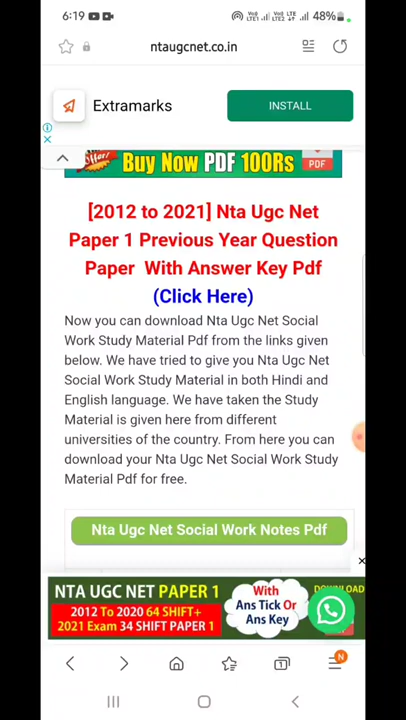 6:19
48%
ntaugcnet.co.in
Extramarks
INSTALL
Offer!
Buy Now PDF 100Rs
PDF
[2012 to 2021] Nta Ugc Net
Paper 1 Previous Year Question
Paper With Answer Key Pdf
(Click Here)
Now you can download Nta Ugc Net Social
Work Study Material Pdf from the links given
below. We have tried to give you Nta Ugc Net
Social Work Study Material in both Hindi and
English language. We have taken the Study
Material is given here from different
universities of the country. From here you can
download your Nta Ugc Net Social Work Study
Material Pdf for free.
Nta Ugc Net Social Work Notes Pdf
NTA UGC NET PAPER 1
2012 To 2020 64 SHIFT+
2021 Exam 34 SHIFT PAPER 1
With
Ans Tick Or
Ans Key
DOWNLOAD
1
N